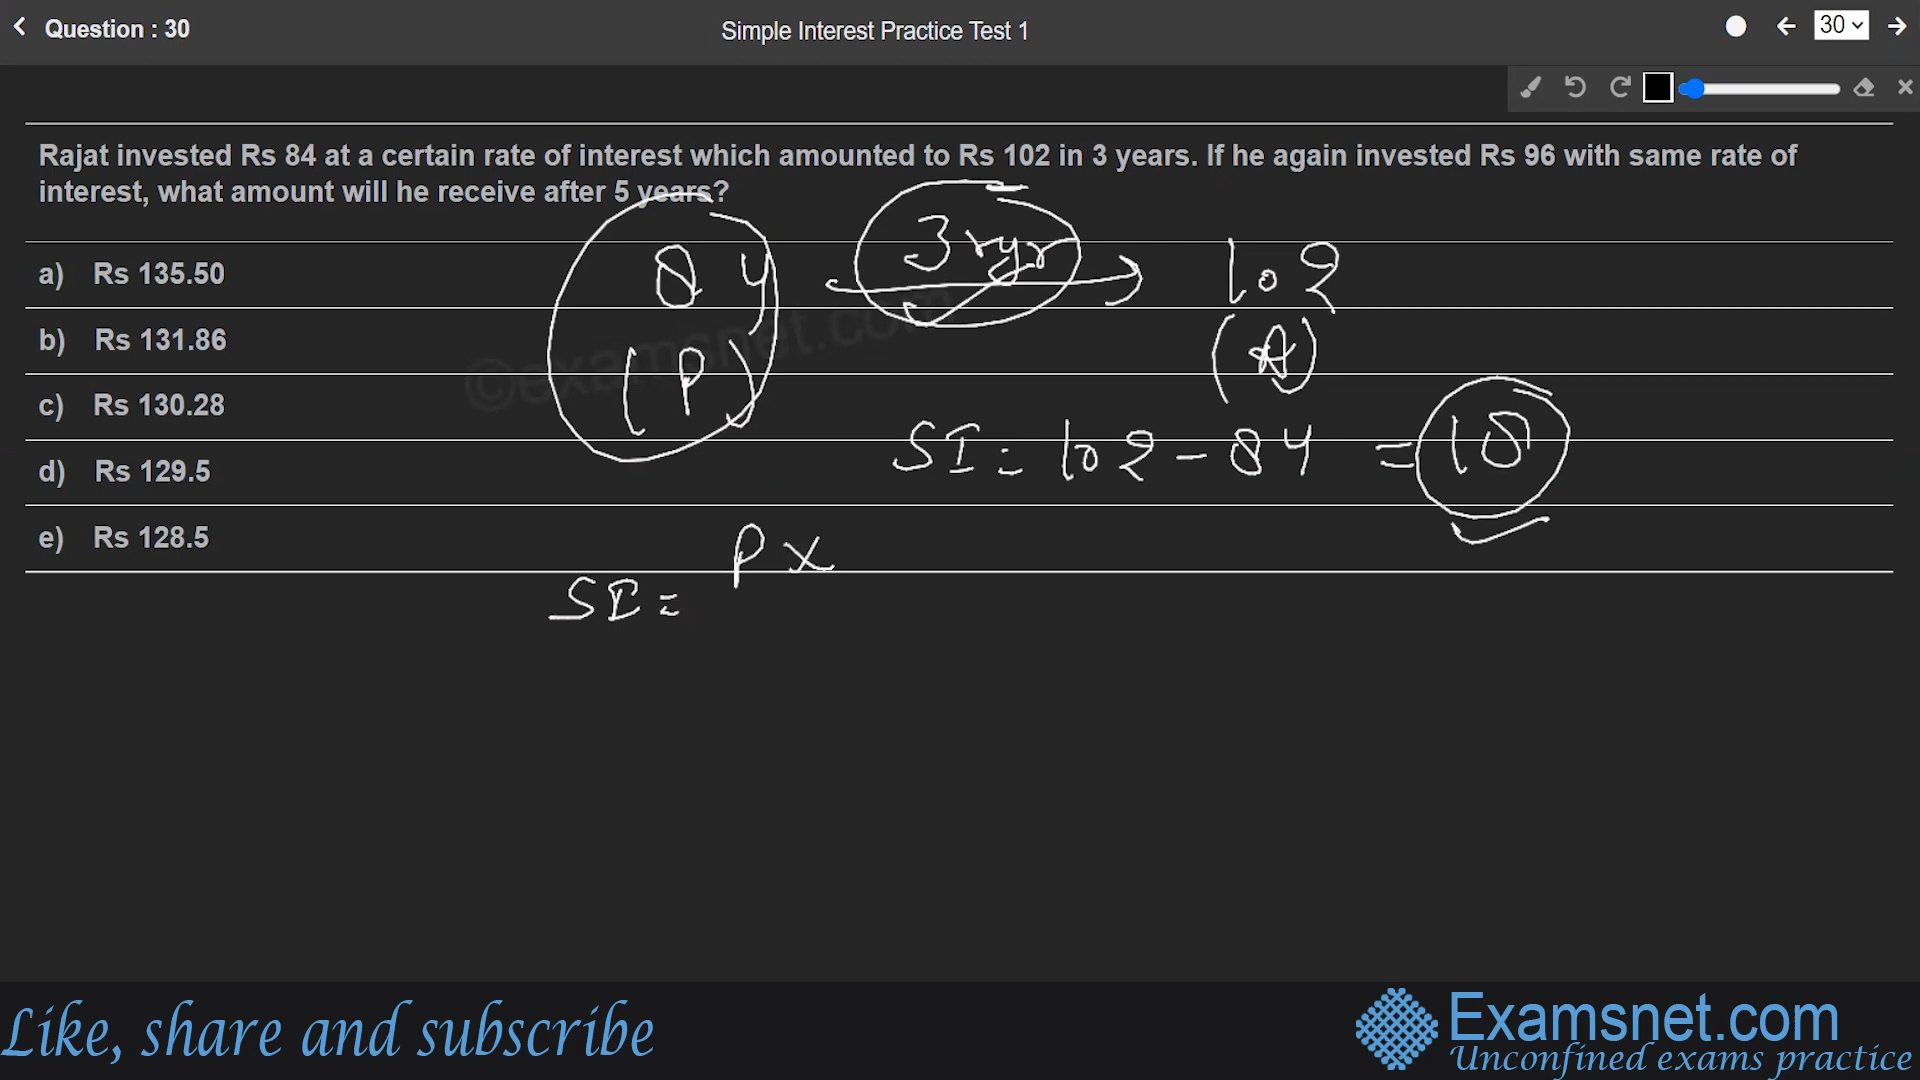 Question : 30
Simple Interest Practice Test 1
30
Rajat invested Rs 84 at a certain rate of interest which amounted to Rs 102 in 3 years. If he again invested Rs 96 with same rate of
interest, what amount will he receive after 5 years?
a) Rs 135.50
b) Rs 131.86
c) Rs 130.28
d) Rs 129.5
e) Rs 128.5
84
3
102
(P)
(A)
SI = 102 - 84 = 18
P x
SI =
©examsnet.com
Like, share and subscribe
Examsnet.com
Unconfined exams practice